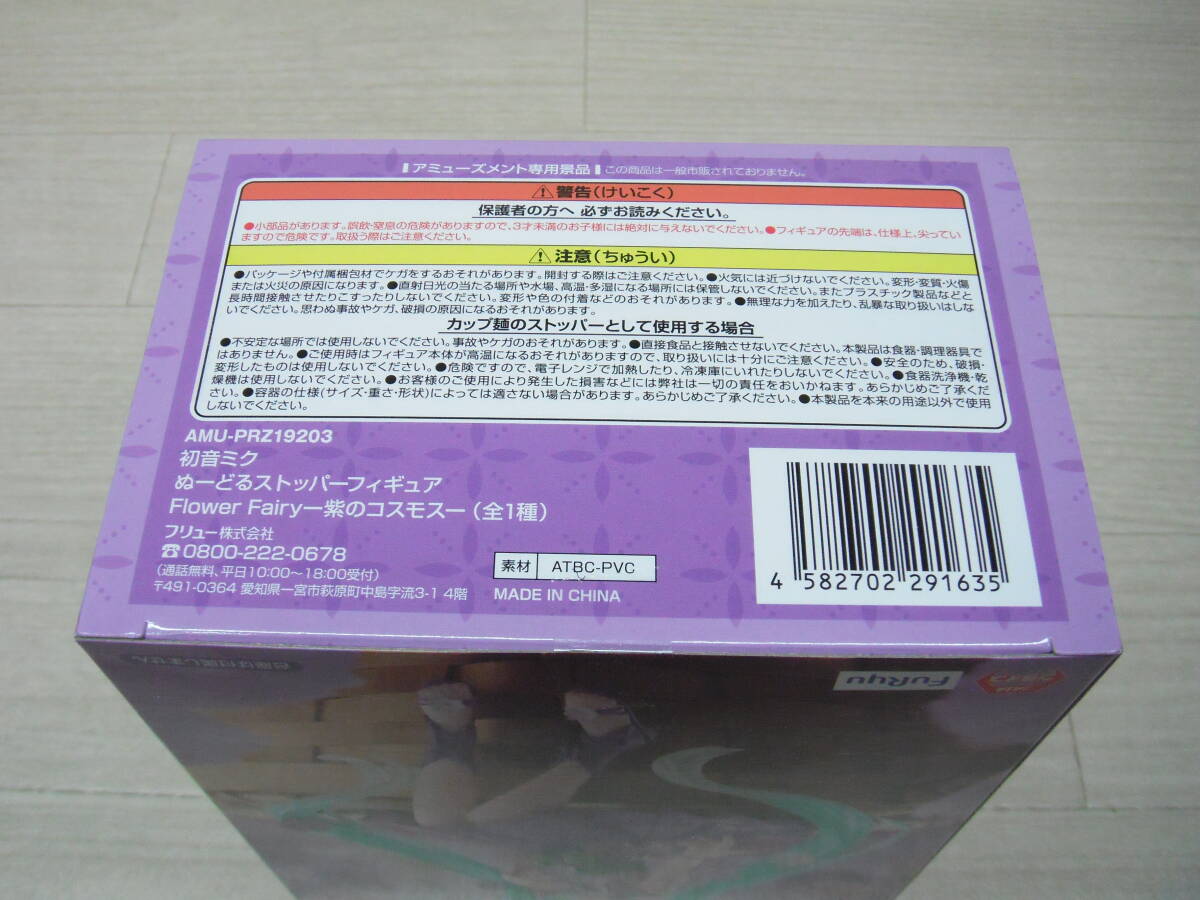 アミューズメント専用景品 この商品は一般市販されておりません。
警告(けいこく)
保護者の方へ 必ずお読みください。
●小部品があります。誤飲・窒息の危険がありますので、3才未満のお子様には絶対に与えないでください。●フィギュアの先端は、仕様上、尖ってい
ますので危険です。取扱う際はご注意ください。
注意(ちゅうい)
●パッケージや付属梱包材でケガをするおそれがあります。開封する際はご注意ください。●火気には近づけないでください。変形・変質・火傷
または火災の原因になります。●直射日光の当たる場所や水場、高温・多湿になる場所には保管しないでください。またプラスチック製品などと
長時間接触させたりこすったりしないでください。変形や色の付着などのおそれがあります。●無理な力を加えたり、乱暴な取り扱いはしな
いでください。思わぬ事故やケガ、破損の原因になるおそれがあります。
カップ麺のストッパーとして使用する場合
●不安定な場所では使用しないでください。事故やケガのおそれがあります。●直接食品と接触させないでください。本製品は食器・調理器具で
はありません。●ご使用時はフィギュア本体が高温になるおそれがありますので、取り扱いには十分にご注意ください。●安全のため、破損・
変形したものは使用しないでください。●危険ですので、電子レンジで加熱したり、冷凍庫にいれたりしないでください。●食器洗浄機・乾
燥機は使用しないでください。●お客様のご使用により発生した損害などには弊社は一切の責任をおいかねます。あらかじめご了承くださ
い。●容器の仕様(サイズ・重さ・形状)によっては適さない場合があります。あらかじめご了承ください。●本製品を本来の用途以外で使用
しないでください。
AMU-PRZ19203
初音ミク
ぬーどるストッパーフィギュア
Flower Fairyー紫のコスモスー(全1種)
フリュー株式会社
☎0800-222-0678
(通話無料、平日10:00~18:00受付)
〒491-0364 愛知県一宮市萩原町中島字流3-1 4階
素材 ATBC-PVC
MADE IN CHINA
4 582702 291635
台座は付属しません
FuRyu